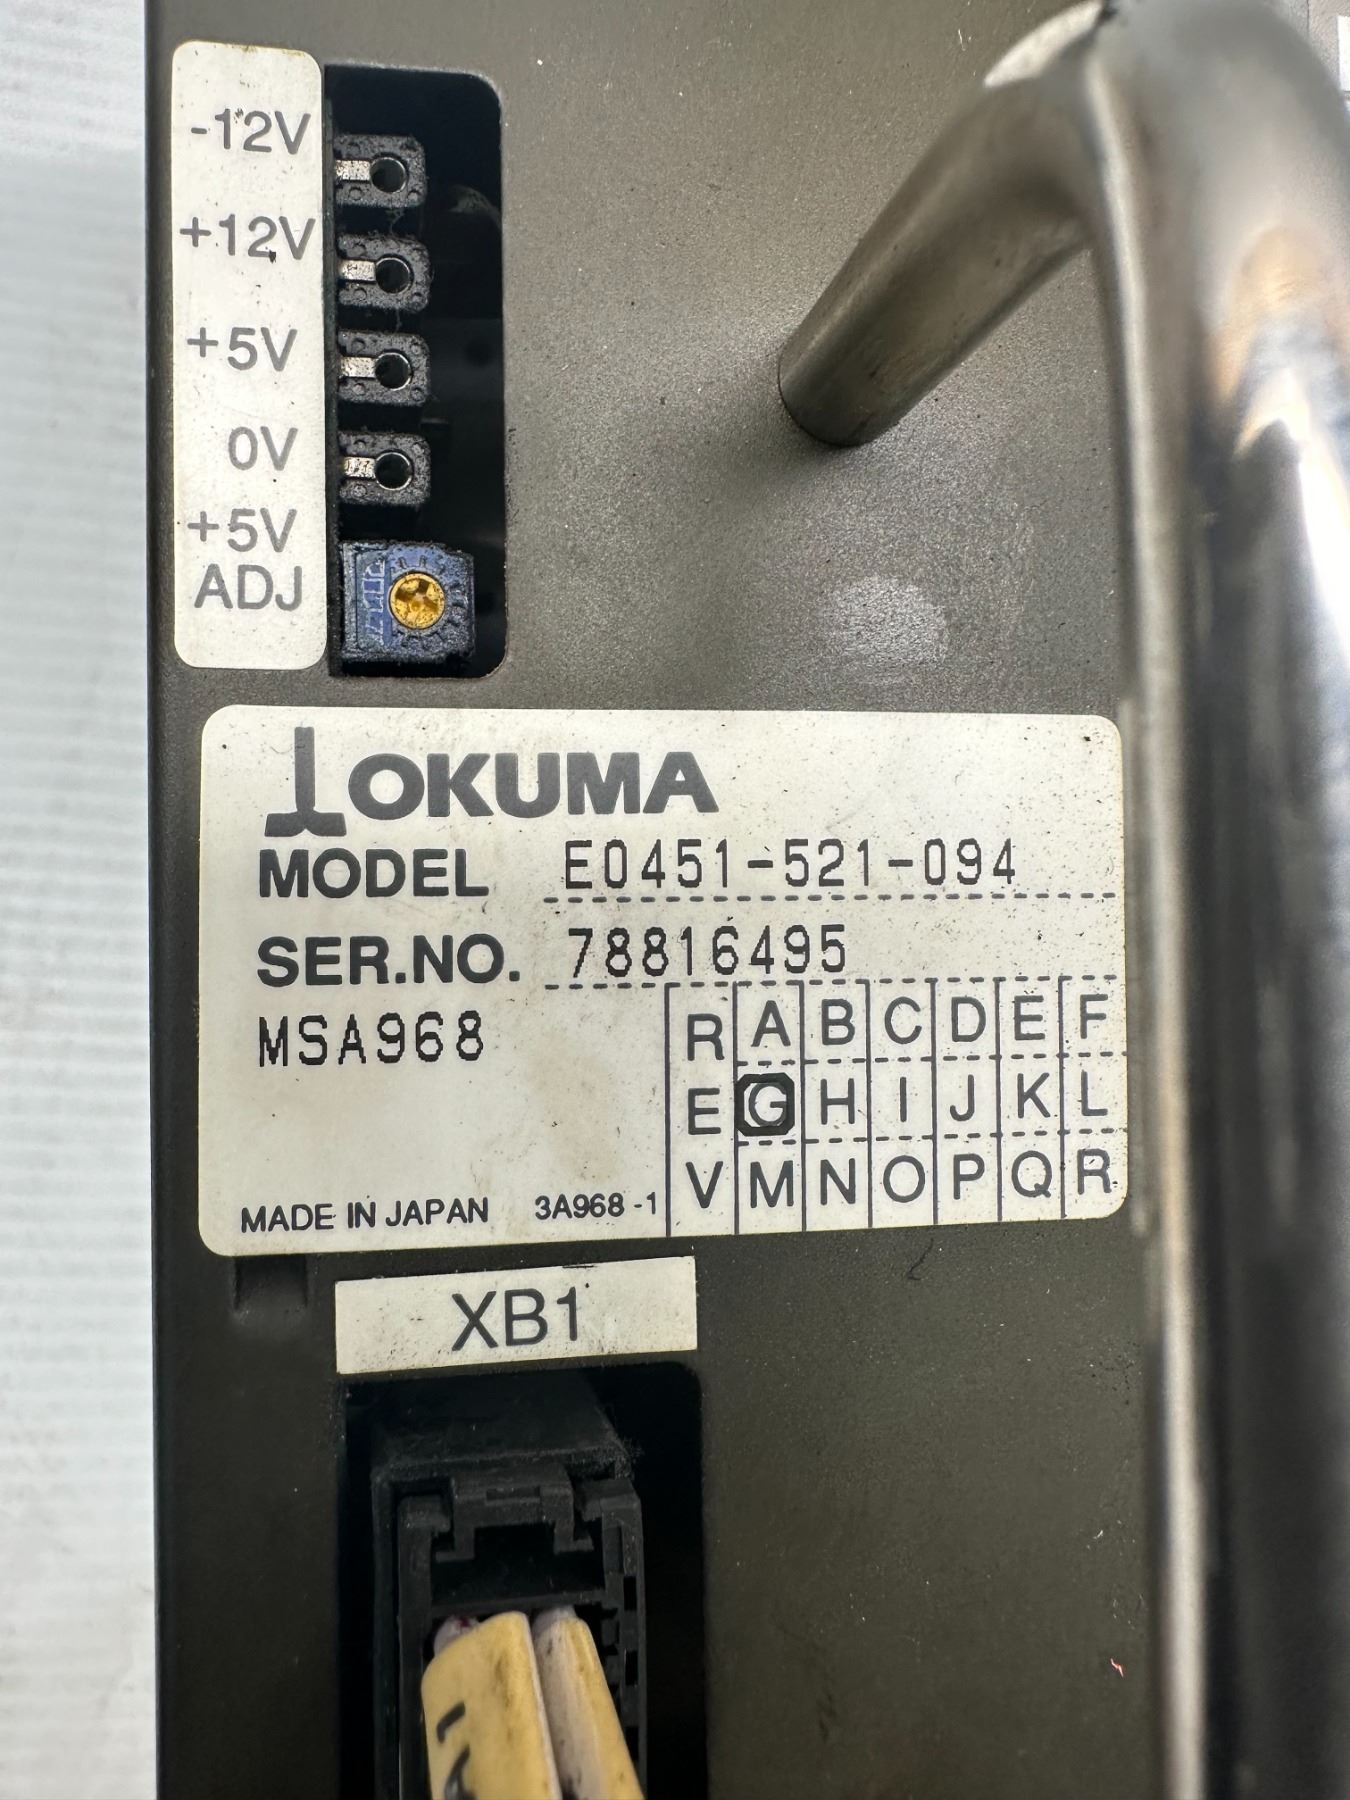 -12V
+12V
+5V
0V
+5V
ADJ
OKUMA
MODEL E0451-521-094
SER.NO. 78816495
MSA968
R A B C D E F
E G H I J K L
V M N O P Q R
MADE IN JAPAN 3A968-1
XB1